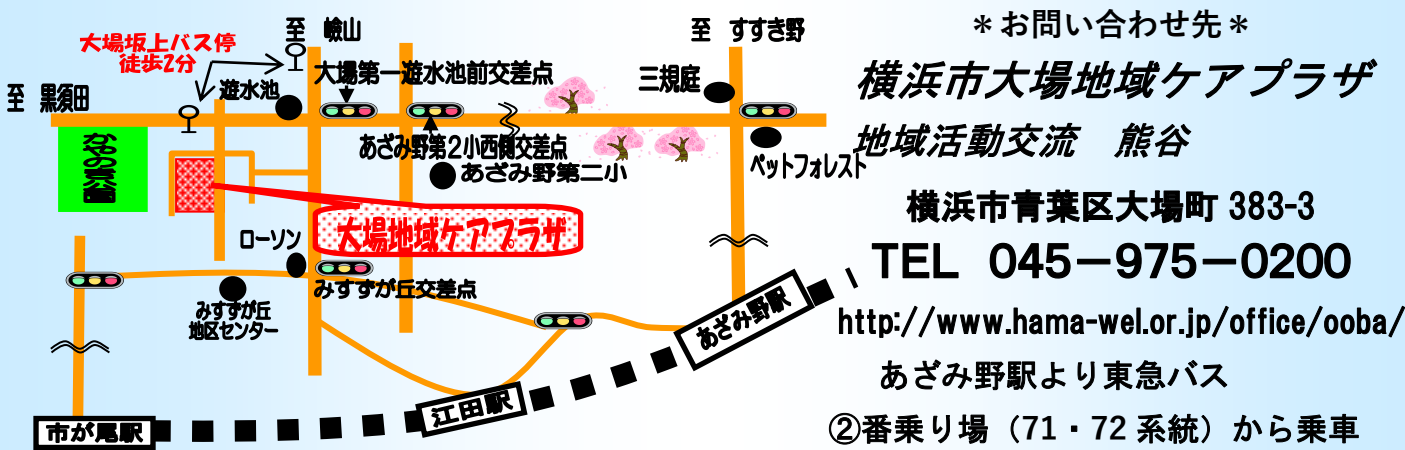 至 嶮山
至 すすき野
大場坂上バス停
徒歩2分
大場第一遊水池前交差点
三規庭
至 黒須田
遊水池
かやの木公園
あざみ野第2小西側交差点
あざみ野第二小
ペットフォレスト
大場地域ケアプラザ
ローソン
みすずが丘交差点
みすずが丘
地区センター
あざみ野駅
江田駅
市が尾駅
＊お問い合わせ先＊
横浜市大場地域ケアプラザ
地域活動交流 熊谷
横浜市青葉区大場町 383-3
TEL 045－975－0200
http://www.hama-wel.or.jp/office/ooba/
あざみ野駅より東急バス
②番乗り場（71・72 系統）から乗車